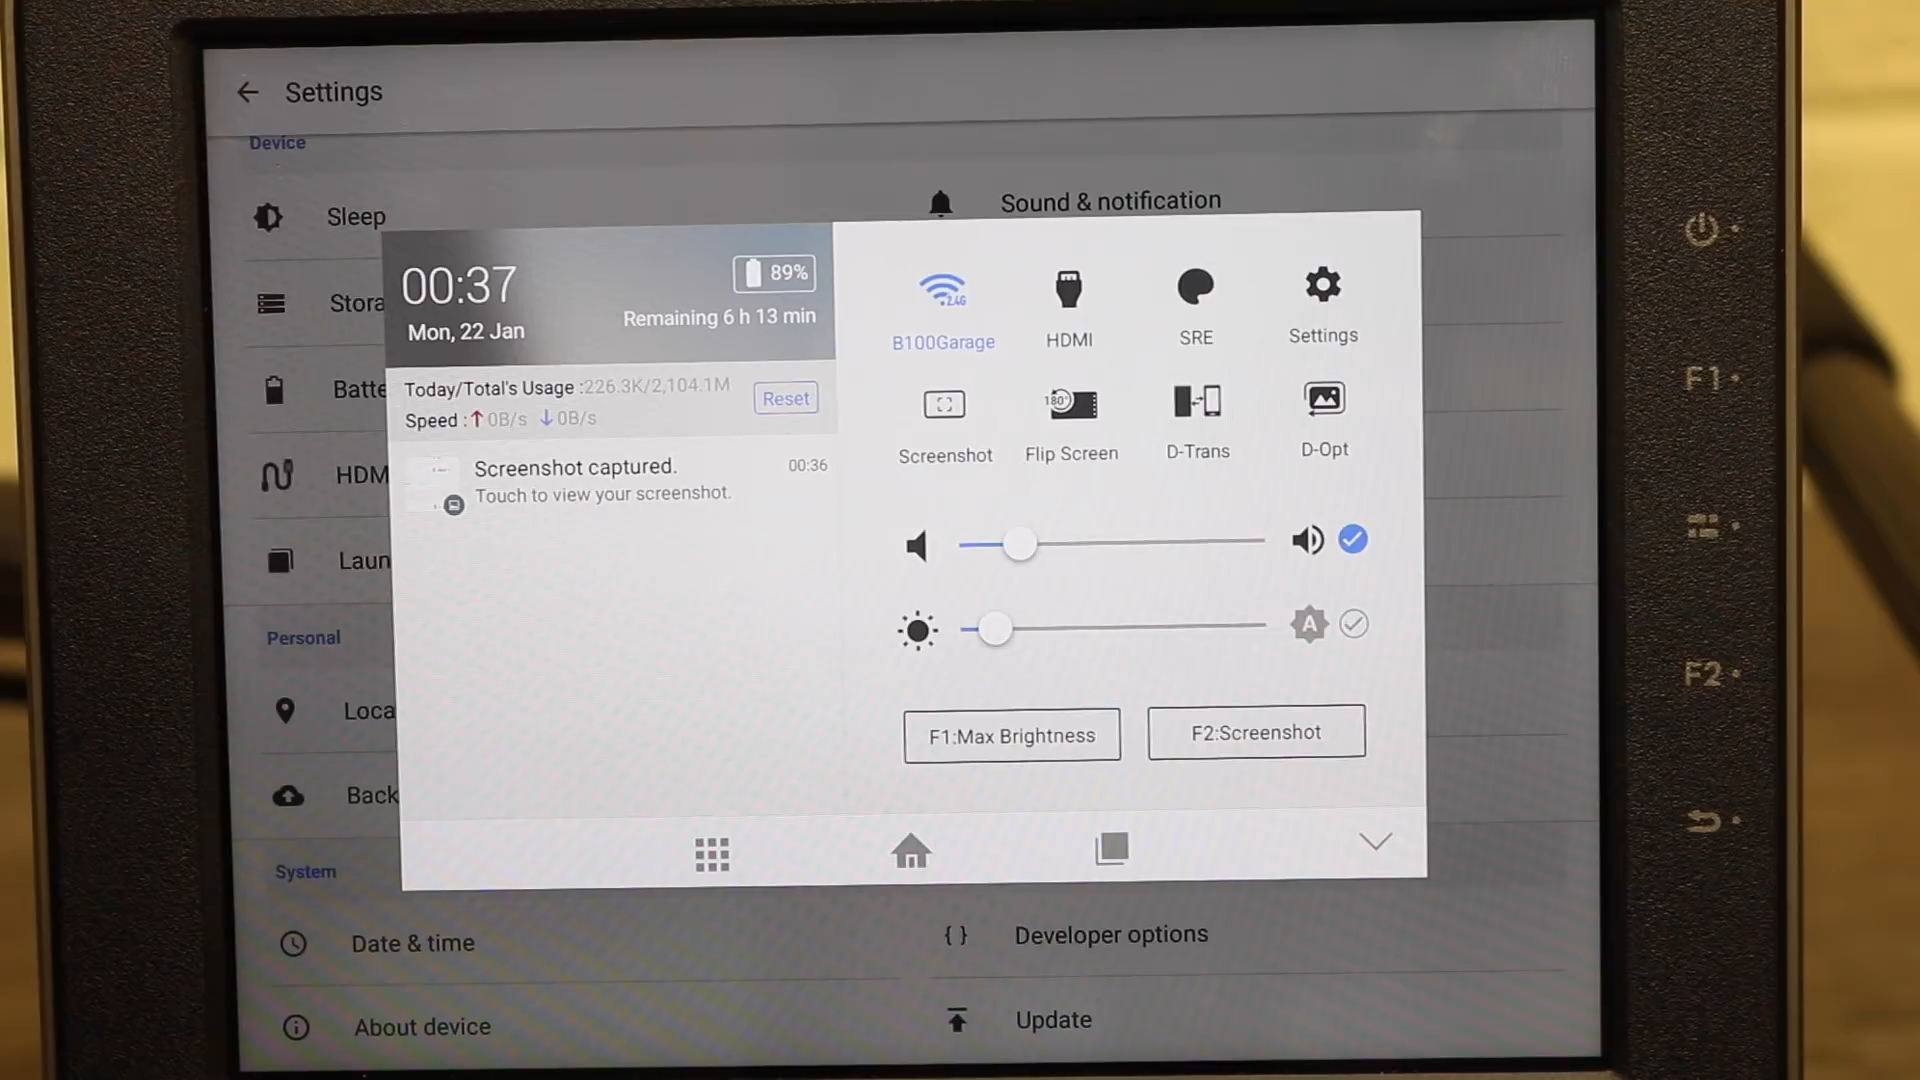 Settings
Device
Sleep
Sound & notification
Stora
Batte
HDM
Laun
Personal
Loca
Back
System
Date & time
Developer options
About device
Update
00:37
89%
Mon, 22 Jan
Remaining 6 h 13 min
Today/Total's Usage :226.3K/2,104.1M
Speed : 0B/s 0B/s
Reset
Screenshot captured.
00:36
Touch to view your screenshot.
2.4G
B100Garage
HDMI
SRE
Settings
180°
Screenshot
Flip Screen
D-Trans
D-Opt
A
F1:Max Brightness
F2:Screenshot
F1
F2